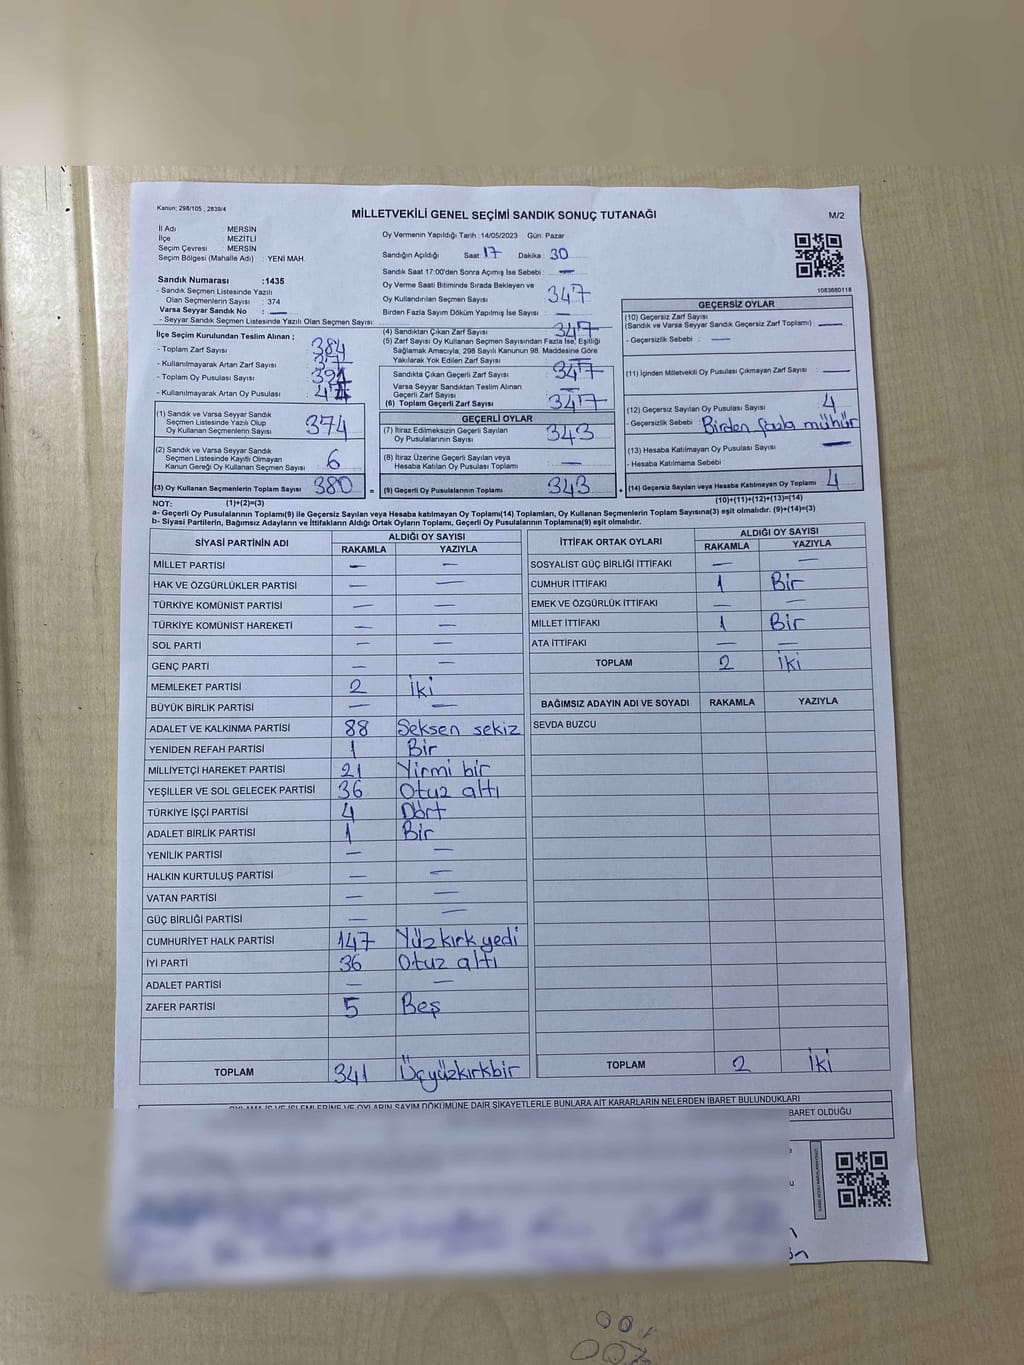 Kanun: 298/105 , 2839/4
MİLLETVEKİLİ GENEL SEÇİMİ SANDIK SONUÇ TUTANAĞI
M/2
İl Adı : MERSİN
İlçe : MEZİTLİ
Seçim Çevresi : MERSİN
Seçim Bölgesi (Mahalle Adı) : YENİ MAH.
Sandık Numarası :1435
- Sandık Seçmen Listesinde Yazılı
Olan Seçmenlerin Sayısı : 374
Varsa Seyyar Sandık No : —
- Seyyar Sandık Seçmen Listesinde Yazılı Olan Seçmen Sayısı:
Oy Vermenin Yapıldığı Tarih : 14/05/2023 Gün: Pazar
Sandığın Açıldığı Saat: 17 Dakika : 30
Sandık Saat 17:00'den Sonra Açımış İse Sebebi : —
Oy Verme Saati Bitiminde Sırada Bekleyen ve
Oy Kullandırılan Seçmen Sayısı 347
Birden Fazla Sayım Döküm Yapılmış İse Sayısı : —
1083680118
İlçe Seçim Kurulundan Teslim Alınan ;
- Toplam Zarf Sayısı : 384
- Kullanılmayarak Artan Zarf Sayısı : 37
- Toplam Oy Pusulası Sayısı
- Kullanılmayarak Artan Oy Pusulası :
(1) Sandık ve Varsa Seyyar Sandık
Seçmen Listesinde Yazılı Olup
Oy Kullanan Seçmenlerin Sayısı 374
(2) Sandık ve Varsa Seyyar Sandık
Seçmen Listesinde Kayıtlı Olmayan
Kanun Gereği Oy Kullanan Seçmen Sayısı 6
(3) Oy Kullanan Seçmenlerin Toplam Sayısı 380
(4) Sandıktan Çıkan Zarf Sayısı 347
(5) Zarf Sayısı Oy Kullanan Seçmen Sayısından Fazla İse, Eşitliği
Sağlamak Amacıyla, 298 Sayılı Kanunun 98. Maddesine Göre
Yakılarak Yok Edilen Zarf Sayısı —
Sandıkta Çıkan Geçerli Zarf Sayısı 347
Varsa Seyyar Sandıktan Teslim Alınan
Geçerli Zarf Sayısı —
(6) Toplam Geçerli Zarf Sayısı 347
GEÇERLİ OYLAR
(7) İtiraz Edilmeksizin Geçerli Sayılan
Oy Pusulalarının Sayısı 343
(8) İtiraz Üzerine Geçerli Sayılan veya
Hesaba Katılan Oy Pusulası Toplamı —
= (9) Geçerli Oy Pusulalarının Toplamı 343 +
GEÇERSİZ OYLAR
(10) Geçersiz Zarf Sayısı
(Sandık ve Varsa Seyyar Sandık Geçersiz Zarf Toplamı) : —
- Geçersizlik Sebebi : —
(11) İçinden Milletvekili Oy Pusulası Çıkmayan Zarf Sayısı : —
(12) Geçersiz Sayılan Oy Pusulası Sayısı 4
- Geçersizlik Sebebi Birden fazla mühür
(13) Hesaba Katılmayan Oy Pusulası Sayısı —
- Hesaba Katılmama Sebebi :
(14) Geçersiz Sayılan veya Hesaba Katılmayan Oy Toplamı 4
NOT: (1)+(2)=(3) (10)+(11)+(12)+(13)=(14)
a- Geçerli Oy Pusulalarının Toplamı(9) ile Geçersiz Sayılan veya Hesaba Katılmayan Oy Toplamı(14) Toplamları, Oy Kullanan Seçmenlerin Toplam Sayısına(3) eşit olmalıdır. (9)+(14)=(3)
b- Siyasi Partilerin, Bağımsız Adayların ve İttifakların Aldığı Ortak Oyların Toplamı, Geçerli Oy Pusulalarının Toplamına(9) eşit olmalıdır.
SİYASİ PARTİNİN ADI ALDIĞI OY SAYISI
RAKAMLA YAZIYLA
MİLLET PARTİSİ — —
HAK VE ÖZGÜRLÜKLER PARTİSİ — —
TÜRKİYE KOMÜNİST PARTİSİ — —
TÜRKİYE KOMÜNİST HAREKETİ — —
SOL PARTİ — —
GENÇ PARTİ — —
MEMLEKET PARTİSİ 2 iki
BÜYÜK BİRLİK PARTİSİ — —
ADALET VE KALKINMA PARTİSİ 88 Seksen sekiz
YENİDEN REFAH PARTİSİ 1 Bir
MİLLİYETÇİ HAREKET PARTİSİ 21 Yirmi bir
YEŞİLLER VE SOL GELECEK PARTİSİ 36 Otuz altı
TÜRKİYE İŞÇİ PARTİSİ 4 Dört
ADALET BİRLİK PARTİSİ 1 Bir
YENİLİK PARTİSİ — —
HALKIN KURTULUŞ PARTİSİ — —
VATAN PARTİSİ — —
GÜÇ BİRLİĞİ PARTİSİ — —
CUMHURİYET HALK PARTİSİ 147 Yüz kırk yedi
İYİ PARTİ 36 Otuz altı
ADALET PARTİSİ — —
ZAFER PARTİSİ 5 Beş
TOPLAM 341 Üçyüzkırkbir
İTTİFAK ORTAK OYLARI ALDIĞI OY SAYISI
RAKAMLA YAZIYLA
SOSYALİST GÜÇ BİRLİĞİ İTTİFAKI — —
CUMHUR İTTİFAKI 1 Bir
EMEK VE ÖZGÜRLÜK İTTİFAKI — —
MİLLET İTTİFAKI 1 Bir
ATA İTTİFAKI — —
TOPLAM 2 iki
BAĞIMSIZ ADAYIN ADI VE SOYADI RAKAMLA YAZIYLA
SEVDA BUZCU
TOPLAM 2 iki
OYLAMA İŞ VE İŞLEMLERİNE VE OYLARIN SAYIM DÖKÜMÜNE DAİR ŞİKAYETLERLE BUNLARA AİT KARARLARIN NELERDEN İBARET BULUNDUKLARI
BARET OLDUĞU